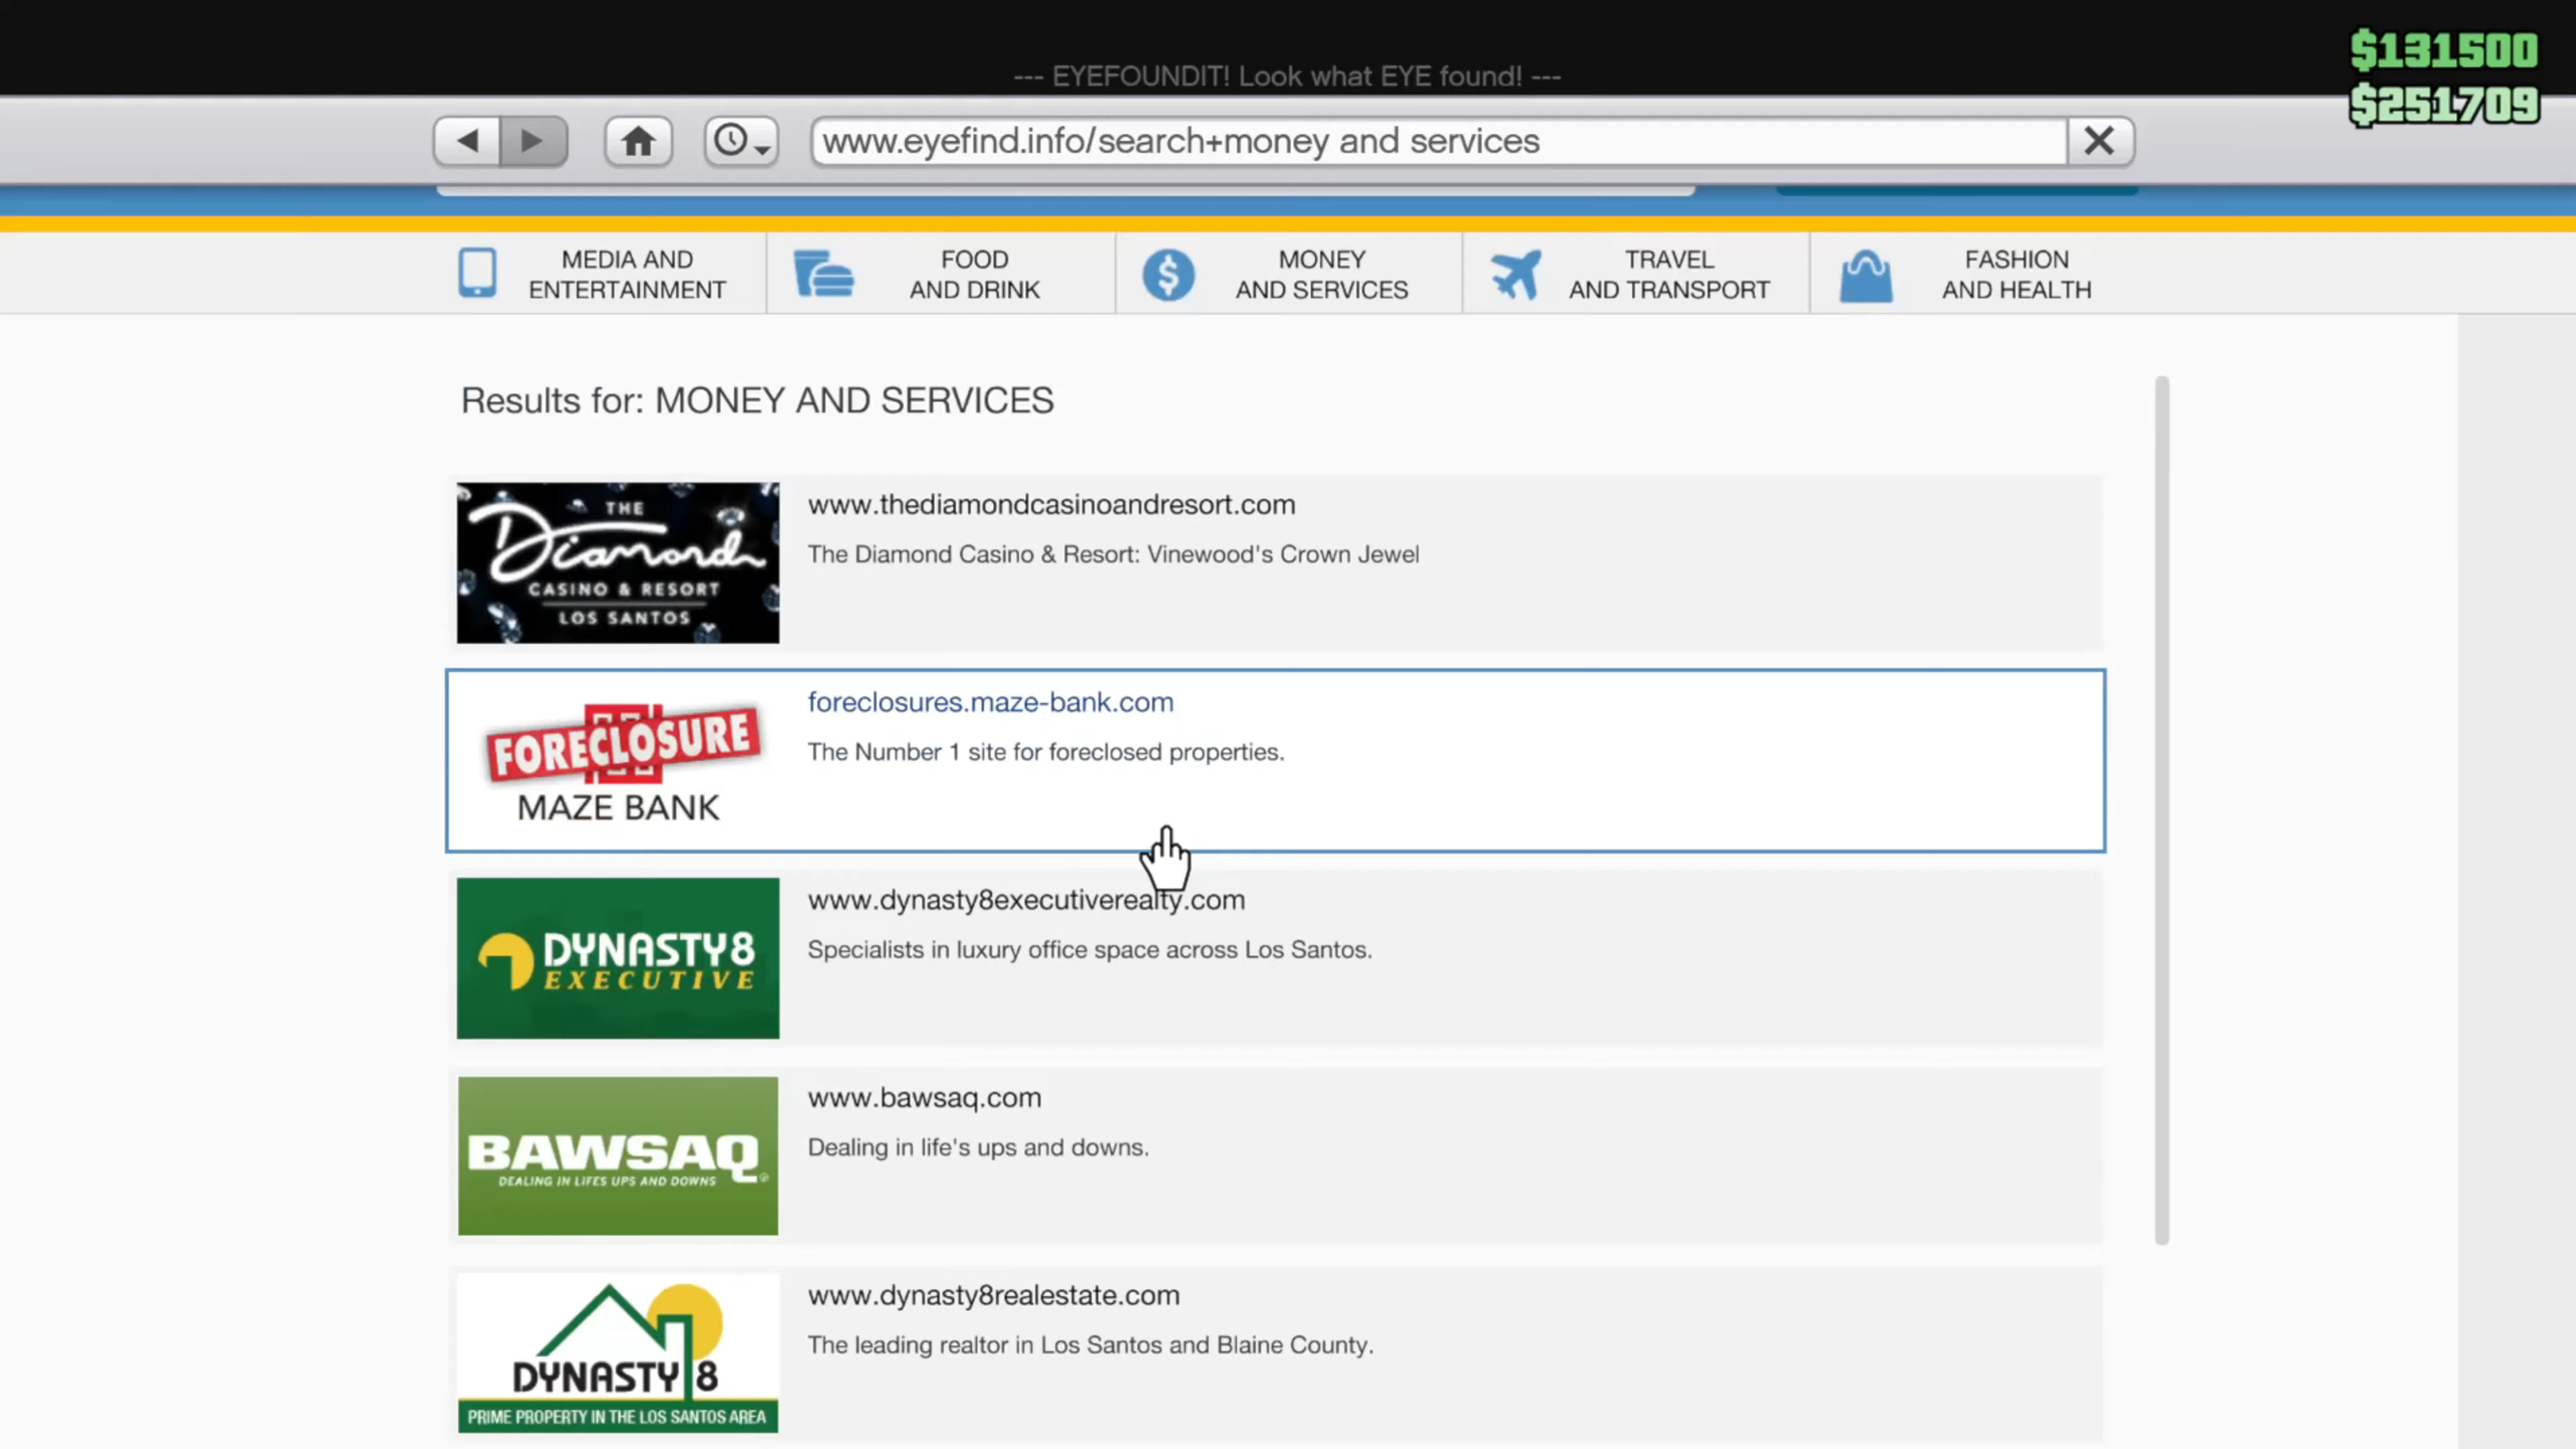 --- EYEFOUNDIT! Look what EYE found! ---
$131500
$251709
www.eyefind.info/search+money and services
MEDIA AND
ENTERTAINMENT
FOOD
AND DRINK
MONEY
AND SERVICES
TRAVEL
AND TRANSPORT
FASHION
AND HEALTH
Results for: MONEY AND SERVICES
THE
Diamond
CASINO & RESORT
LOS SANTOS
www.thediamondcasinoandresort.com
The Diamond Casino & Resort: Vinewood's Crown Jewel
FORECLOSURE
MAZE BANK
foreclosures.maze-bank.com
The Number 1 site for foreclosed properties.
DYNASTY 8
EXECUTIVE
www.dynasty8executiverealty.com
Specialists in luxury office space across Los Santos.
BAWSAQ
DEALING IN LIFES UPS AND DOWNS
www.bawsaq.com
Dealing in life's ups and downs.
DYNASTY 8
PRIME PROPERTY IN THE LOS SANTOS AREA
www.dynasty8realestate.com
The leading realtor in Los Santos and Blaine County.